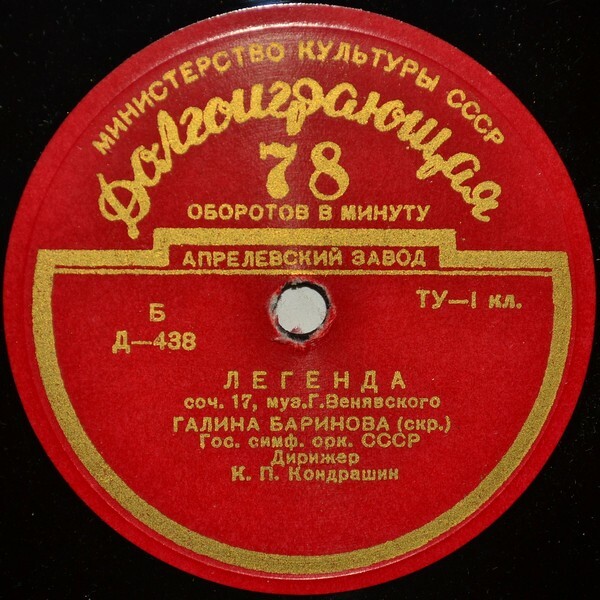 МИНИСТЕРСТВО КУЛЬТУРЫ СССР
Долгоиграющая
78
ОБОРОТОВ В МИНУТУ
АПРЕЛЕВСКИЙ ЗАВОД
Б
Д—438
ТУ—I кл.
ЛЕГЕНДА
соч. 17, муз.Г.Венявского
ГАЛИНА БАРИНОВА (скр.)
Гос. симф. орк. СССР
Дирижер
К. П. Кондрашин